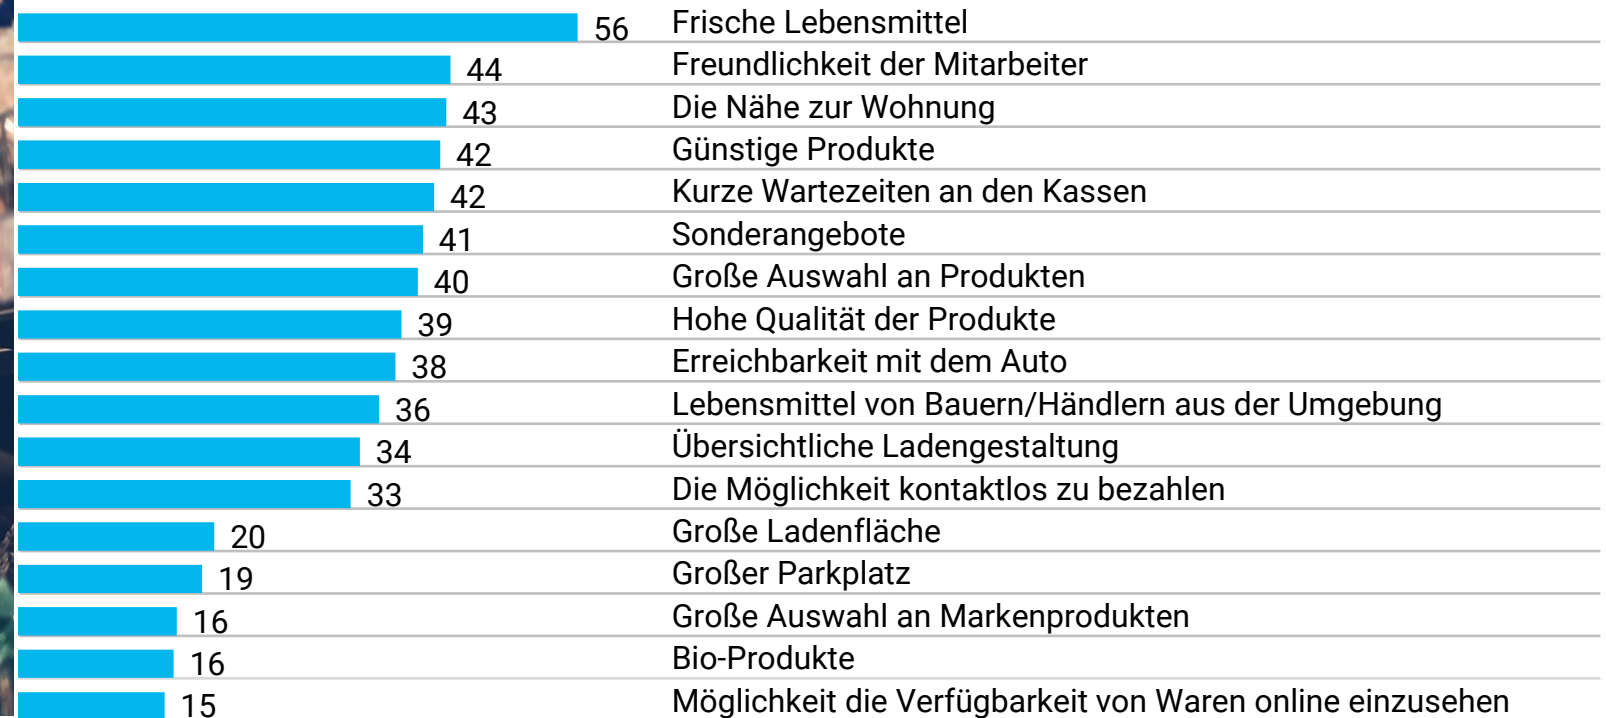 56 Frische Lebensmittel
44 Freundlichkeit der Mitarbeiter
43 Die Nähe zur Wohnung
42 Günstige Produkte
42 Kurze Wartezeiten an den Kassen
41 Sonderangebote
40 Große Auswahl an Produkten
39 Hohe Qualität der Produkte
38 Erreichbarkeit mit dem Auto
36 Lebensmittel von Bauern/Händlern aus der Umgebung
34 Übersichtliche Ladengestaltung
33 Die Möglichkeit kontaktlos zu bezahlen
20 Große Ladenfläche
19 Großer Parkplatz
16 Große Auswahl an Markenprodukten
16 Bio-Produkte
15 Möglichkeit die Verfügbarkeit von Waren online einzusehen